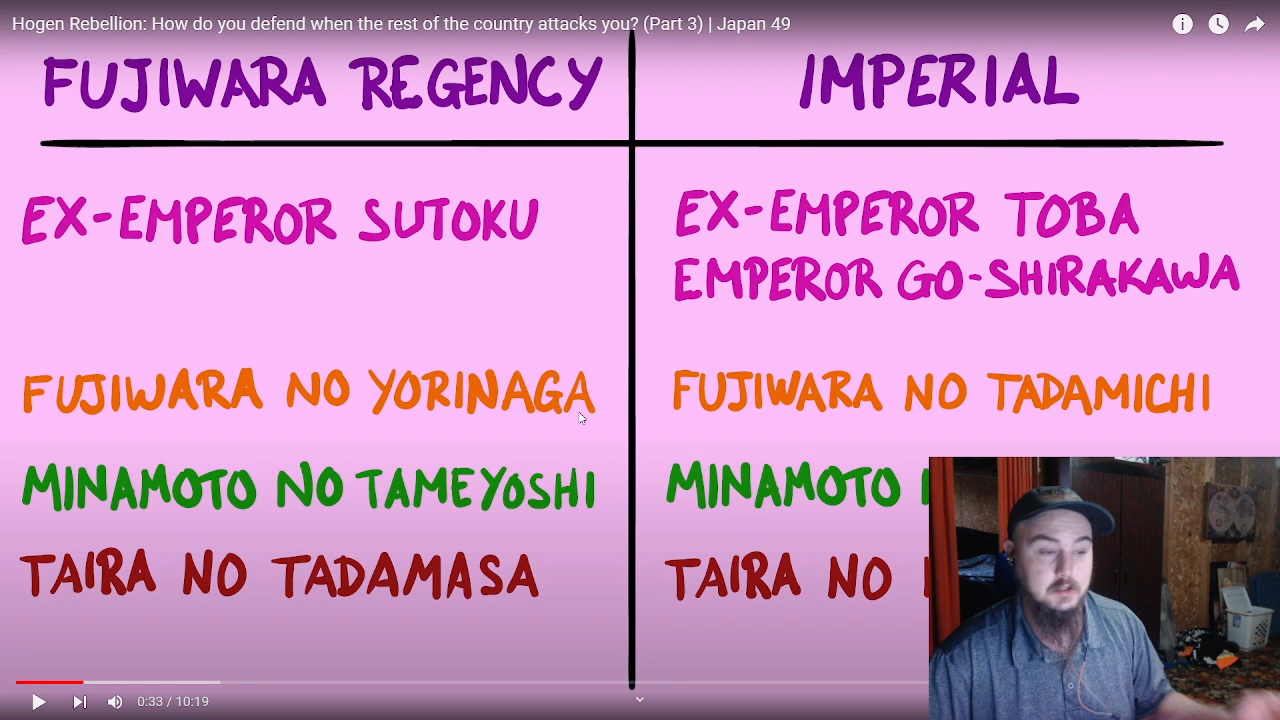 Hogen Rebellion: How do you defend when the rest of the country attacks you? (Part 3) | Japan 49
FUJIWARA REGENCY
IMPERIAL
EX-EMPEROR SUTOKU
EX-EMPEROR TOBA
EMPEROR GO-SHIRAKAWA
FUJIWARA NO YORINAGA
FUJIWARA NO TADAMICHI
MINAMOTO NO TAMEYOSHI
MINAMOTO
TAIRA NO TADAMASA
TAIRA NO
0:33 / 10:19